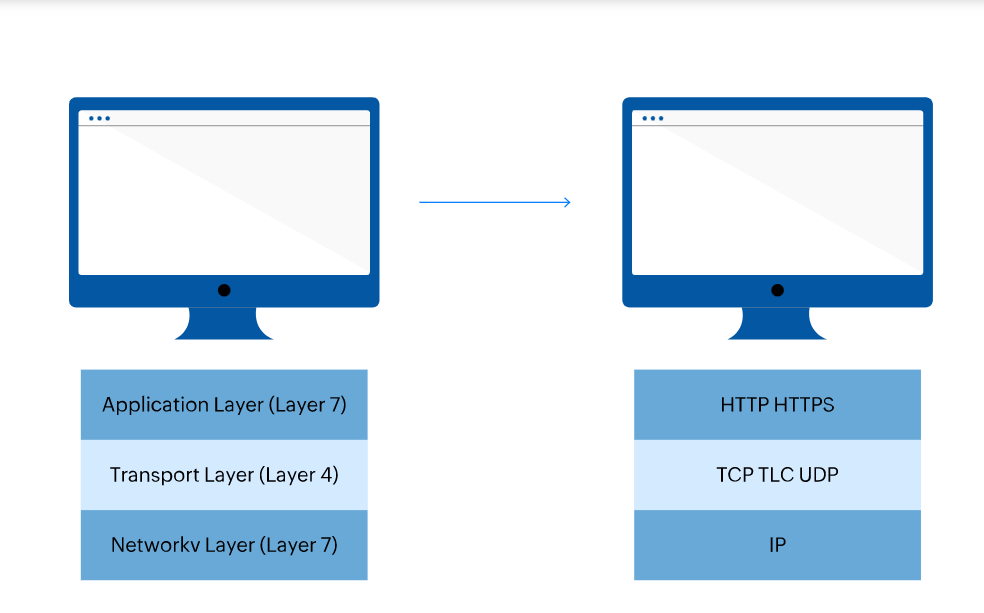 Application Layer (Layer 7)
HTTP HTTPS
Transport Layer (Layer 4)
TCP TLC UDP
Networkv Layer (Layer 7)
IP